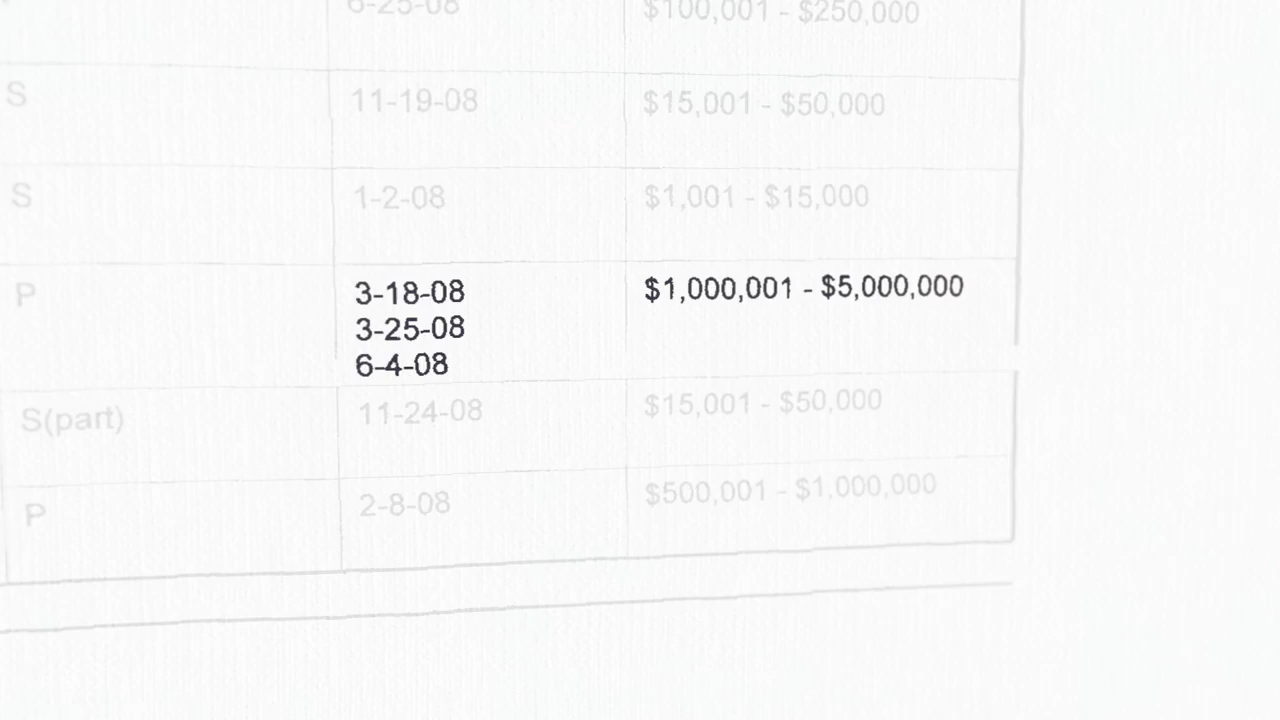 6-25-08 $100,001 - $250,000
S 11-19-08 $15,001 - $50,000
S 1-2-08 $1,001 - $15,000
P 3-18-08 $1,000,001 - $5,000,000
3-25-08
6-4-08
S(part) 11-24-08 $15,001 - $50,000
P 2-8-08 $500,001 - $1,000,000